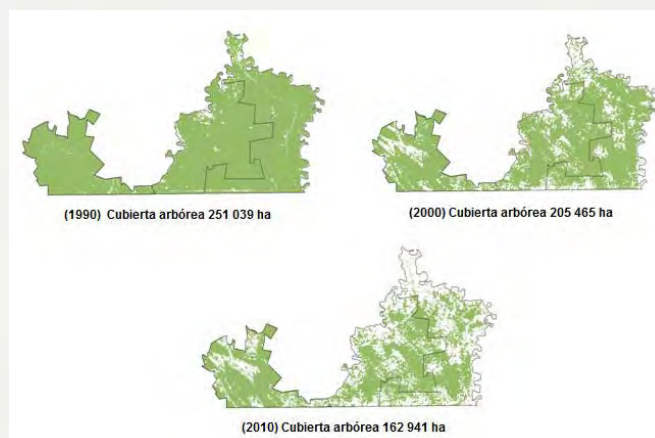 (1990) Cubierta arbórea 251 039 ha
(2000) Cubierta arbórea 205 465 ha
(2010) Cubierta arbórea 162 941 ha